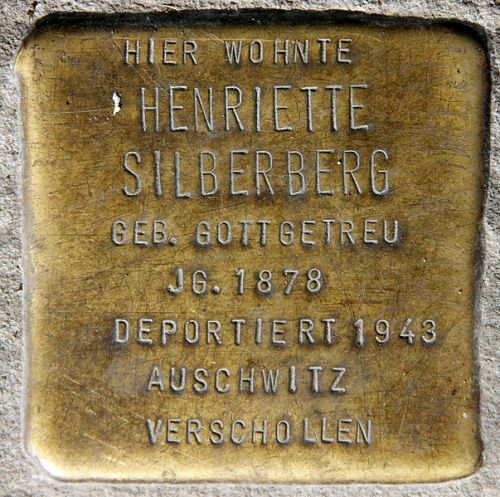 HIER WOHNTE
HENRIETTE
SILBERBERG
GEB. GOTTGETREU
JG. 1878
DEPORTIERT 1943
AUSCHWITZ
VERSCHOLLEN